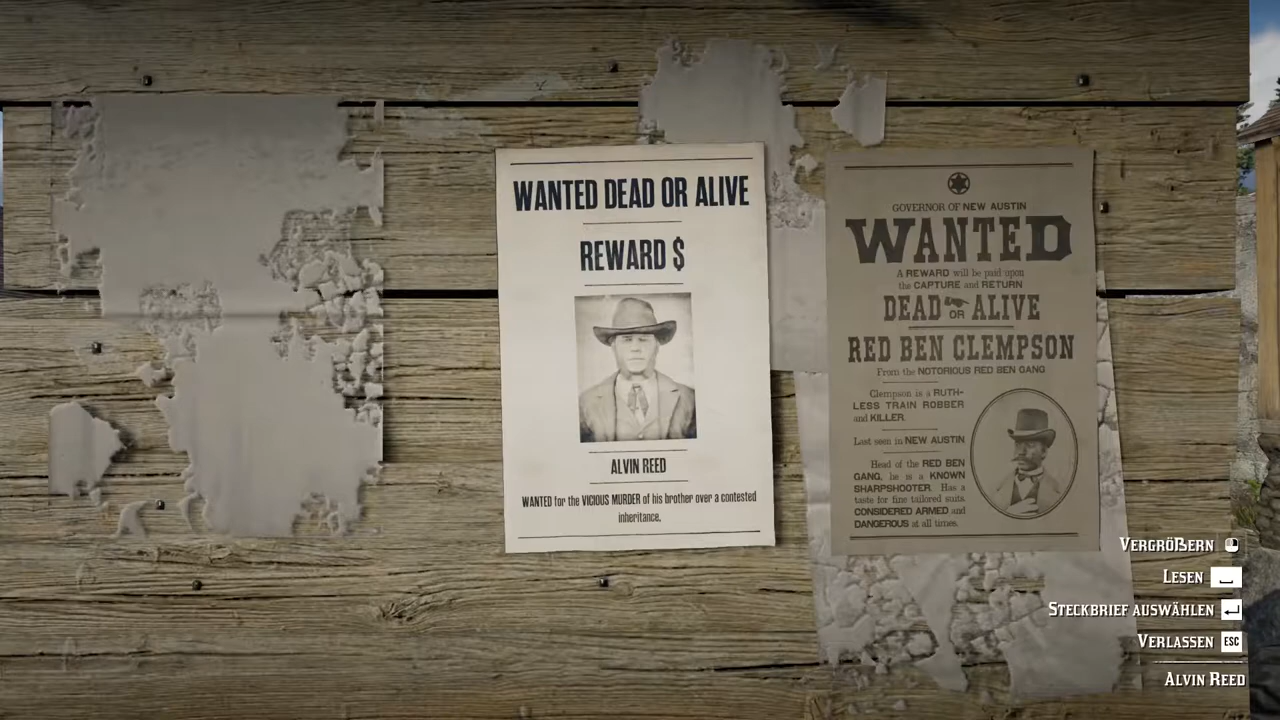 WANTED DEAD OR ALIVE
REWARD $
ALVIN REED
WANTED for the VICIOUS MURDER of his brother over a contested
inheritance.
GOVERNOR OF NEW AUSTIN
WANTED
A REWARD will be paid upon
the CAPTURE and RETURN
DEAD OR ALIVE
RED BEN CLEMPSON
From the NOTORIOUS RED BEN GANG
Clempson is a RUTH-
LESS TRAIN ROBBER
and KILLER.
Last seen in NEW AUSTIN
Head of the RED BEN
GANG, he is a KNOWN
SHARPSHOOTER. Has a
taste for fine tailored suits.
CONSIDERED ARMED and
DANGEROUS at all times.
VERGRÖẞERN
LESEN
STECKBRIEF AUSWÄHLEN
VERLASSEN ESC
ALVIN REED